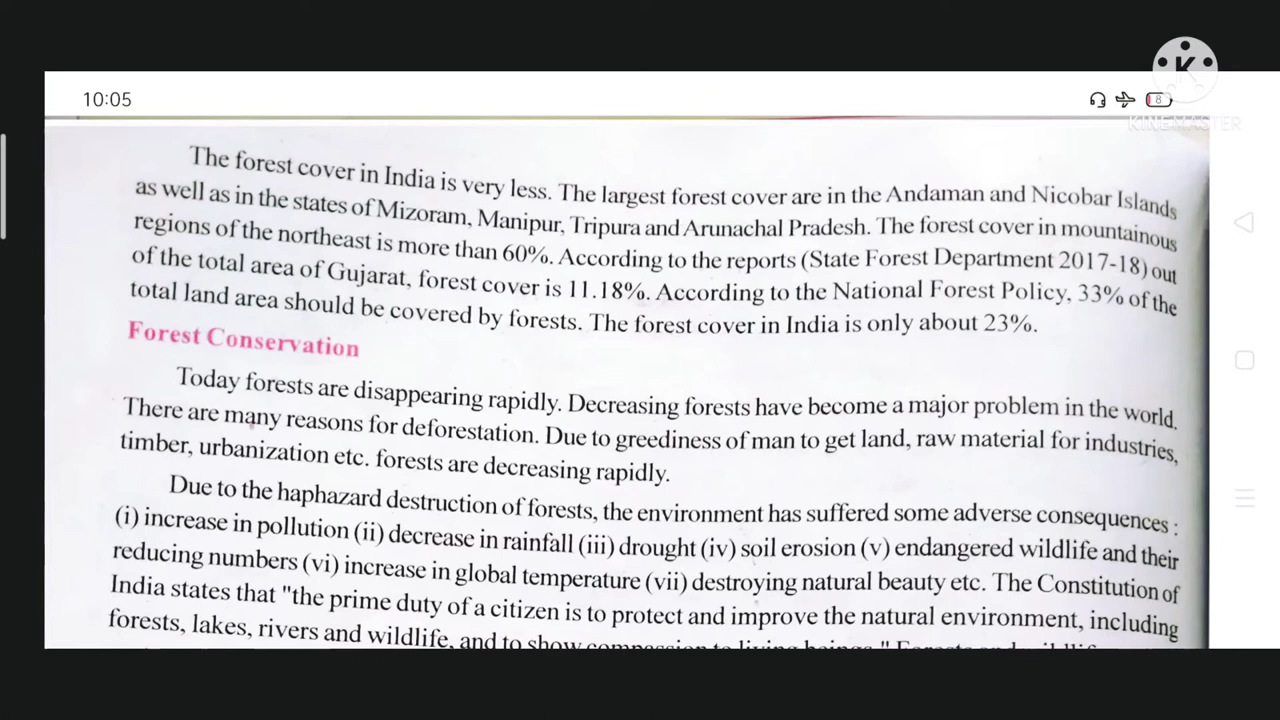 K
KINEMASTER
10:05
8
The forest cover in India is very less. The largest forest cover are in the Andaman and Nicobar Islands
as well as in the states of Mizoram, Manipur, Tripura and Arunachal Pradesh. The forest cover in mountainous
regions of the northeast is more than 60%. According to the reports (State Forest Department 2017-18) out
of the total area of Gujarat, forest cover is 11.18%. According to the National Forest Policy, 33% of the
total land area should be covered by forests. The forest cover in India is only about 23%.
Forest Conservation
Today forests are disappearing rapidly. Decreasing forests have become a major problem in the world.
There are many reasons for deforestation. Due to greediness of man to get land, raw material for industries,
timber, urbanization etc. forests are decreasing rapidly.
Due to the haphazard destruction of forests, the environment has suffered some adverse consequences :
(i) increase in pollution (ii) decrease in rainfall (iii) drought (iv) soil erosion (v) endangered wildlife and their
reducing numbers (vi) increase in global temperature (vii) destroying natural beauty etc. The Constitution of
India states that "the prime duty of a citizen is to protect and improve the natural environment, including
forests, lakes, rivers and wildlife, and to show compassion to living beings."